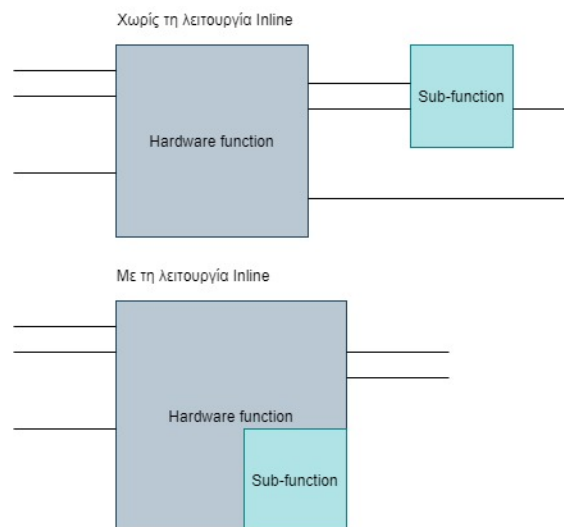 Χωρίς τη λειτουργία Inline
Hardware function
Sub-function
Με τη λειτουργία Inline
Hardware function
Sub-function